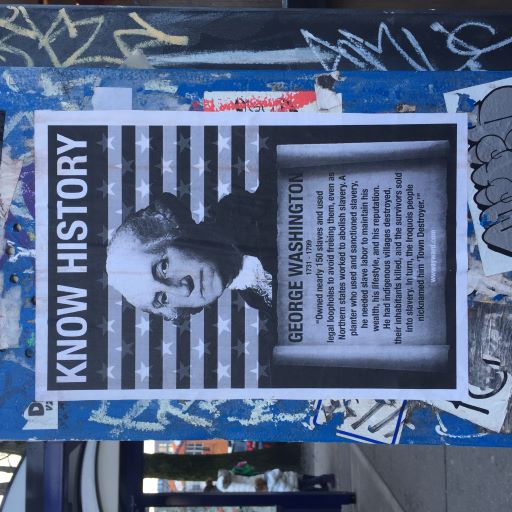 KNOW HISTORY
GEORGE WASHINGTON
1731 - 1799
"Owned nearly 150 slaves and used
legal loopholes to avoid freeing them, even as
Northern states worked to abolish slavery. A
planter who used and sanctioned slavery,
he needed slave labor to maintain his
wealth, his lifestyle, and his reputation.
He had indigenous villages destroyed,
their inhabitants killed, and the survivors sold
into slavery. In turn, the Iroquois people
nicknamed him 'Town Destroyer.'"